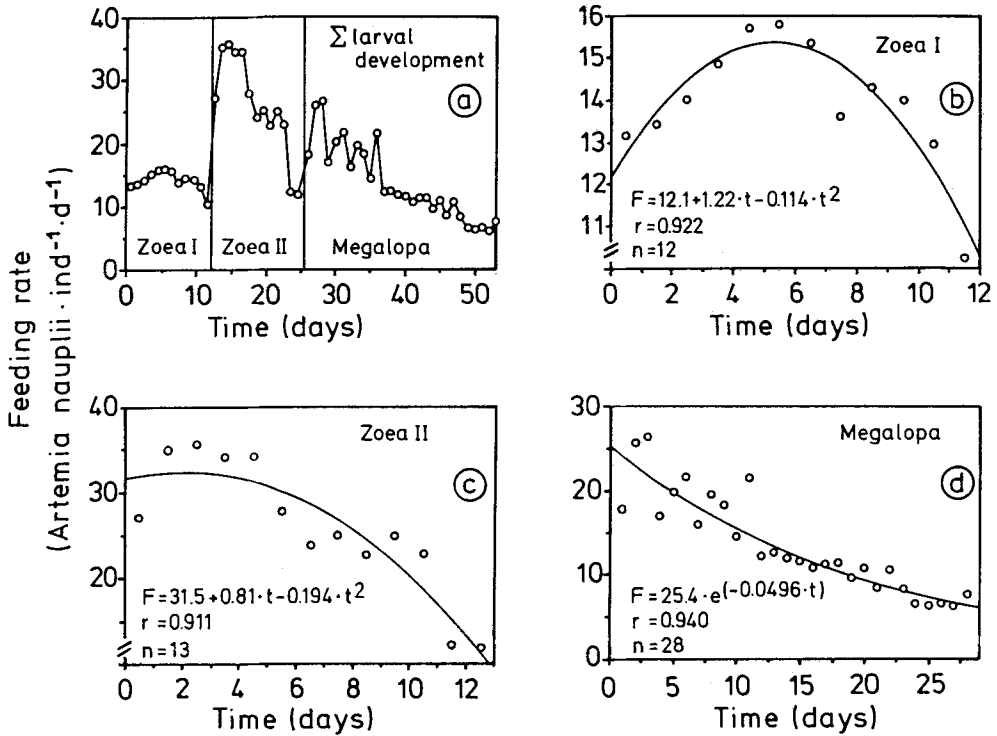 Feeding rate
(Artemia nauplii · ind⁻¹ · d⁻¹)
40
30
20
10
0
Σ larval
development
a
Zoea I
Zoea II
Megalopa
0 10 20 30 40 50
Time (days)
16
15
14
13
12
11
Zoea I
b
F=12.1+1.22·t−0.114·t²
r=0.922
n=12
0 2 4 6 8 10 12
Time (days)
40
30
20
Zoea II
c
F=31.5+0.81·t−0.194·t²
r=0.911
n=13
0 2 4 6 8 10 12
Time (days)
30
20
10
0
Megalopa
d
F=25.4·e(−0.0496·t)
r=0.940
n=28
0 5 10 15 20 25
Time (days)